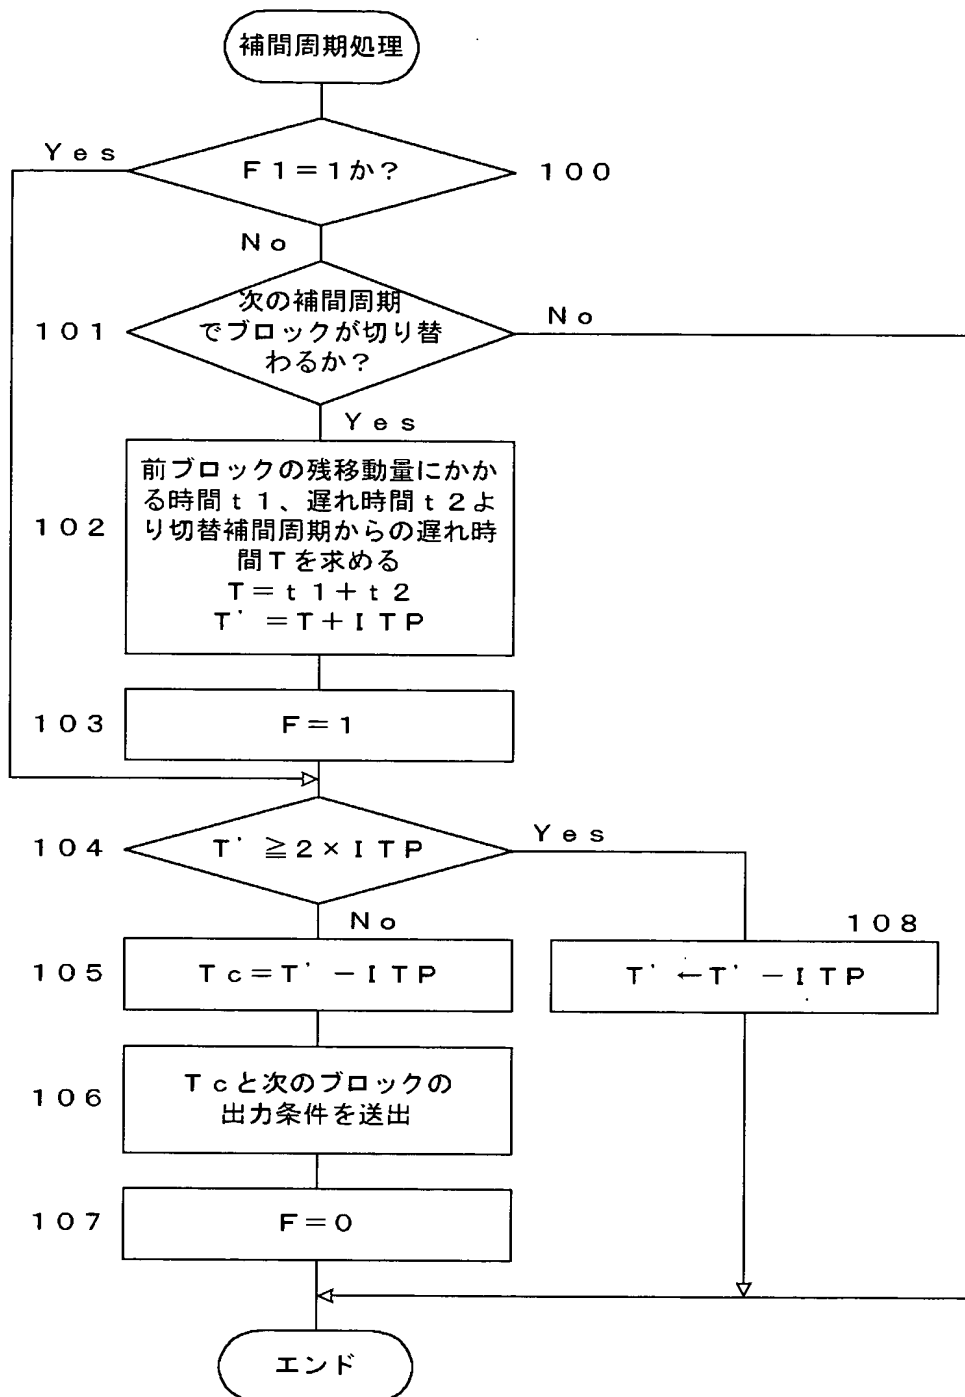 補間周期処理
Yes
F1=1か?
100
No
次の補間周期
でブロックが切り替
わるか?
101
No
Yes
前ブロックの残移動量にかか
る時間t1、遅れ時間t2よ
り切替補間周期からの遅れ時
間Tを求める
T=t1+t2
T'=T+ITP
102
103
F=1
104
T'≧2×ITP
Yes
No
108
105
Tc=T'-ITP
T'←T'-ITP
106
Tcと次のブロックの
出力条件を送出
107
F=0
エンド